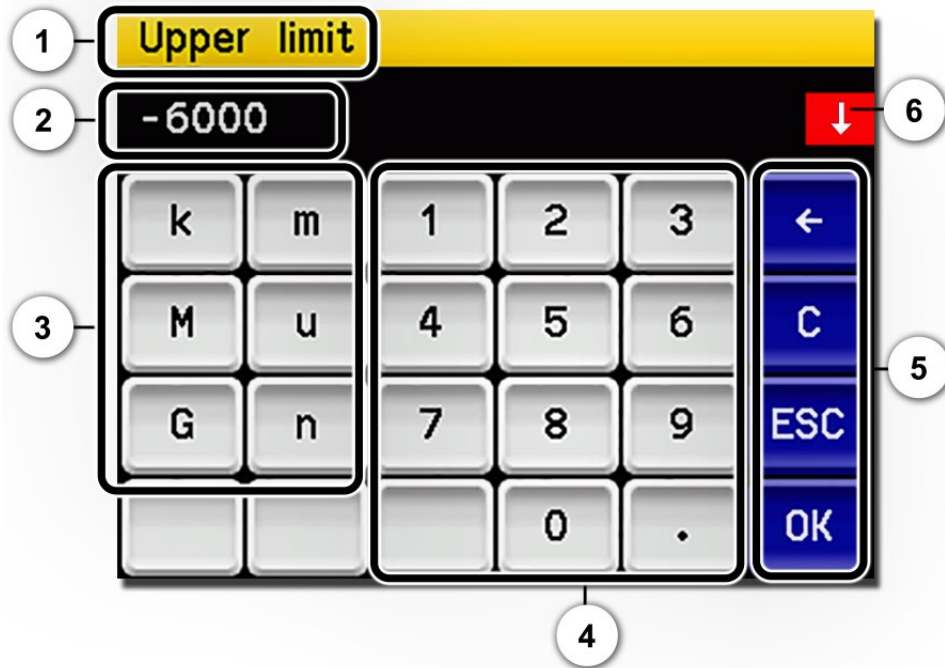 1 Upper limit
2 -6000 ↓ 6
k m 1 2 3 ←
3 M u 4 5 6 C
5
G n 7 8 9 ESC
0 . OK
4